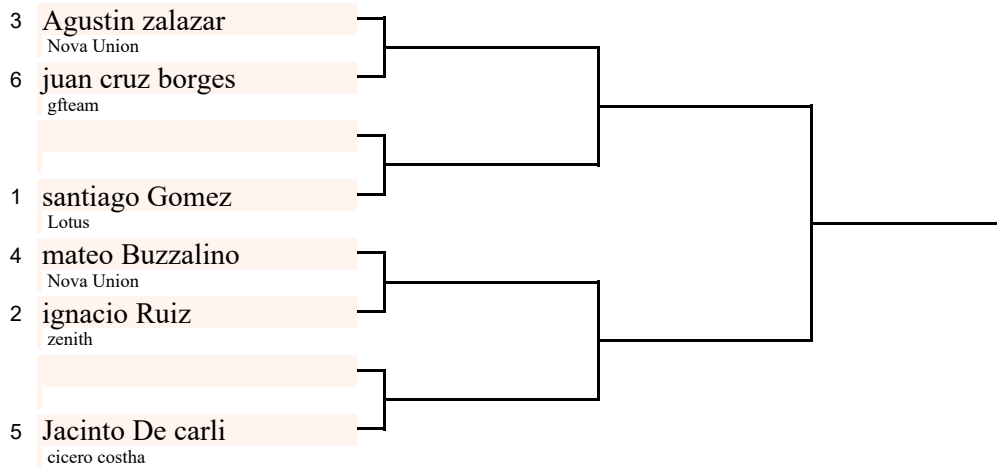 3 Agustin zalazar
Nova Union
6 juan cruz borges
gfteam
1 santiago Gomez
Lotus
4 mateo Buzzalino
Nova Union
2 ignacio Ruiz
zenith
5 Jacinto De carli
cicero costha